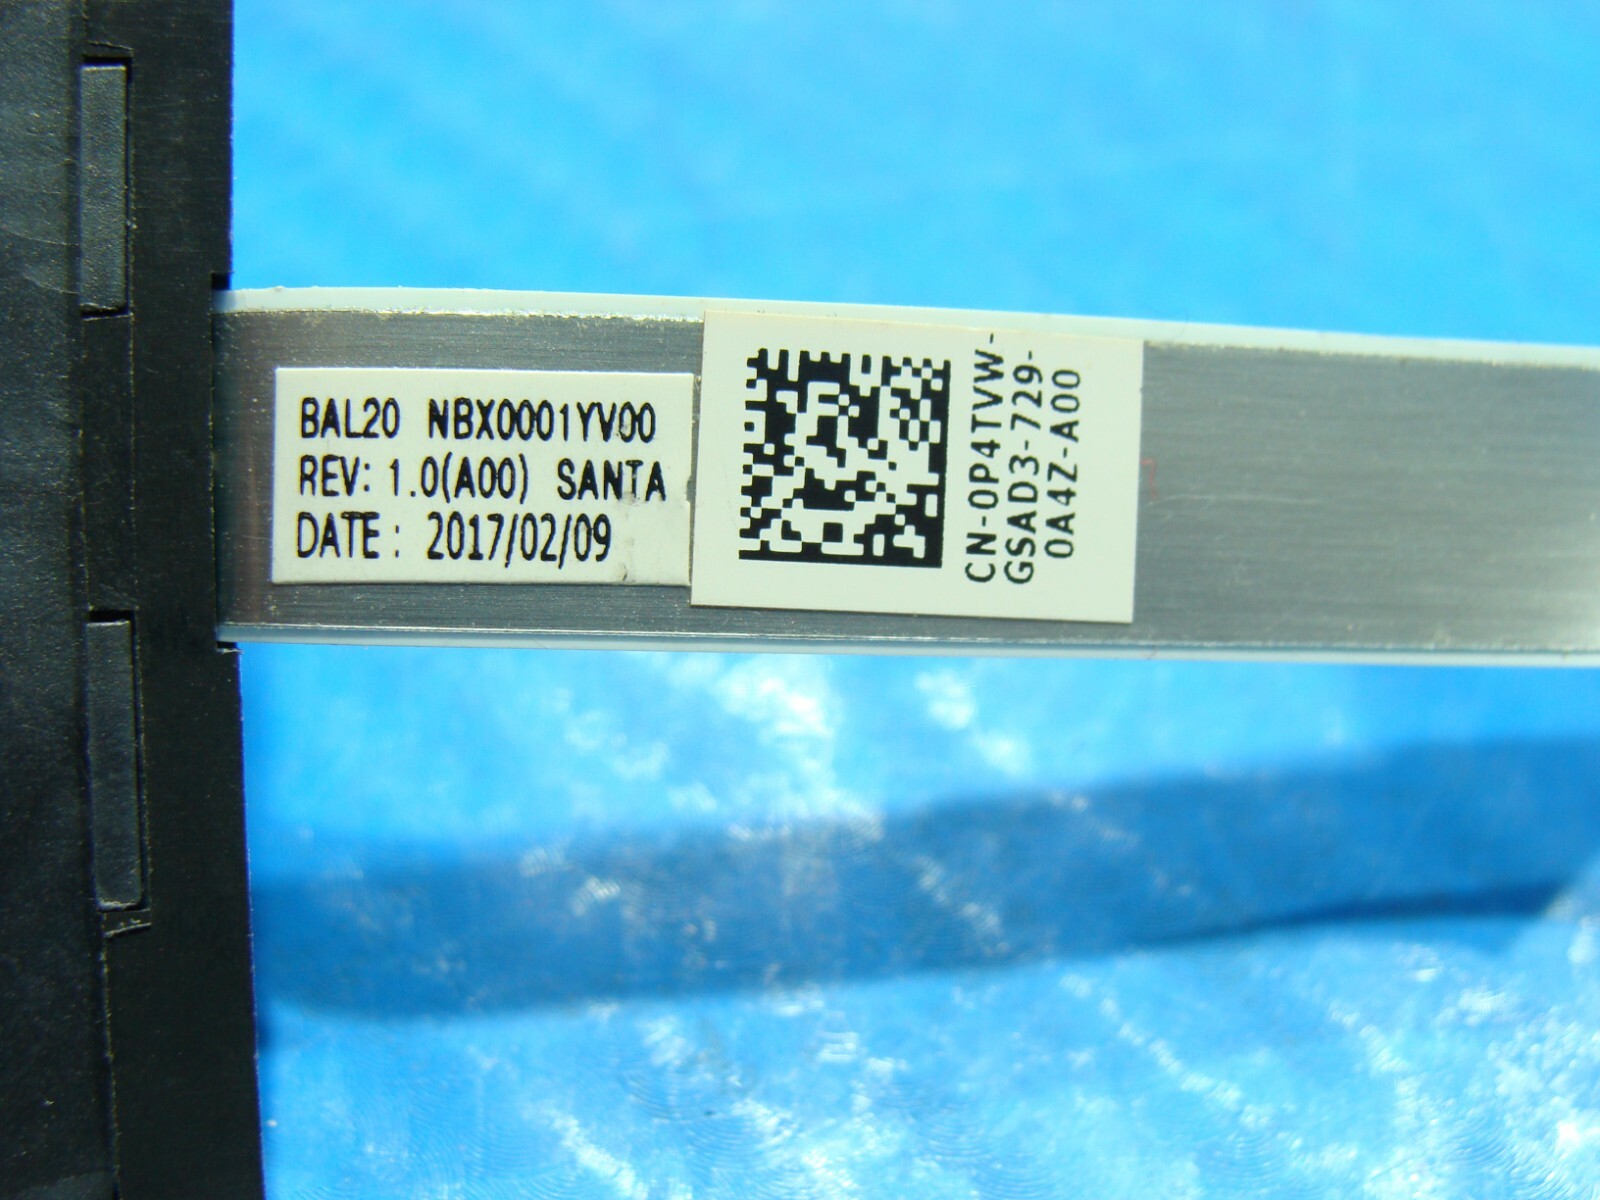 BAL20 NBX0001YV00
REV: 1.0(A00) SANTA
DATE: 2017/02/09
CN-0P4TVW-
GSAD3-729-
0A4Z-A00